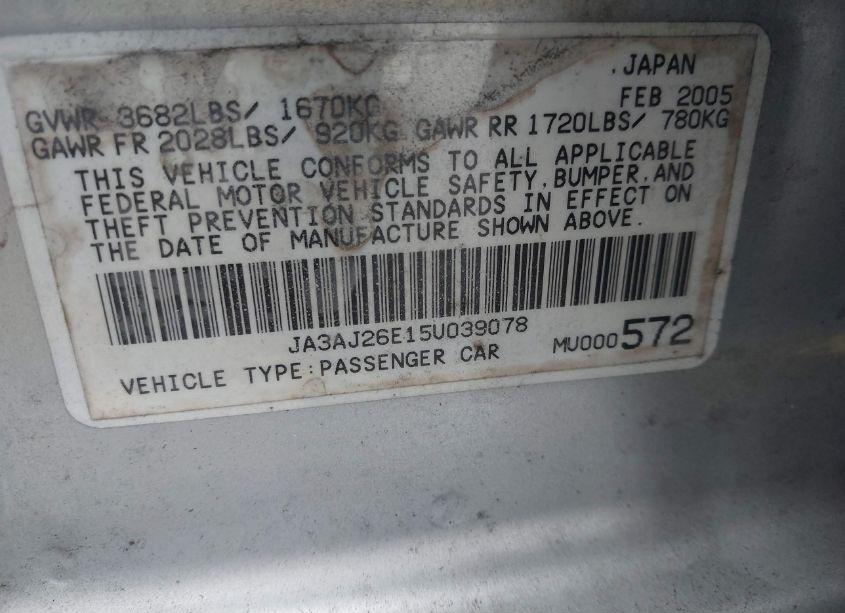 .JAPAN
GVWR 3682LBS/ 1670KG FEB 2005
GAWR FR 2028LBS/ 920KG GAWR RR 1720LBS/ 780KG
THIS VEHICLE CONFORMS TO ALL APPLICABLE
FEDERAL MOTOR VEHICLE SAFETY, BUMPER, AND
THEFT PREVENTION STANDARDS IN EFFECT ON
THE DATE OF MANUFACTURE SHOWN ABOVE.
JA3AJ26E15U039078
VEHICLE TYPE:PASSENGER CAR MU000572